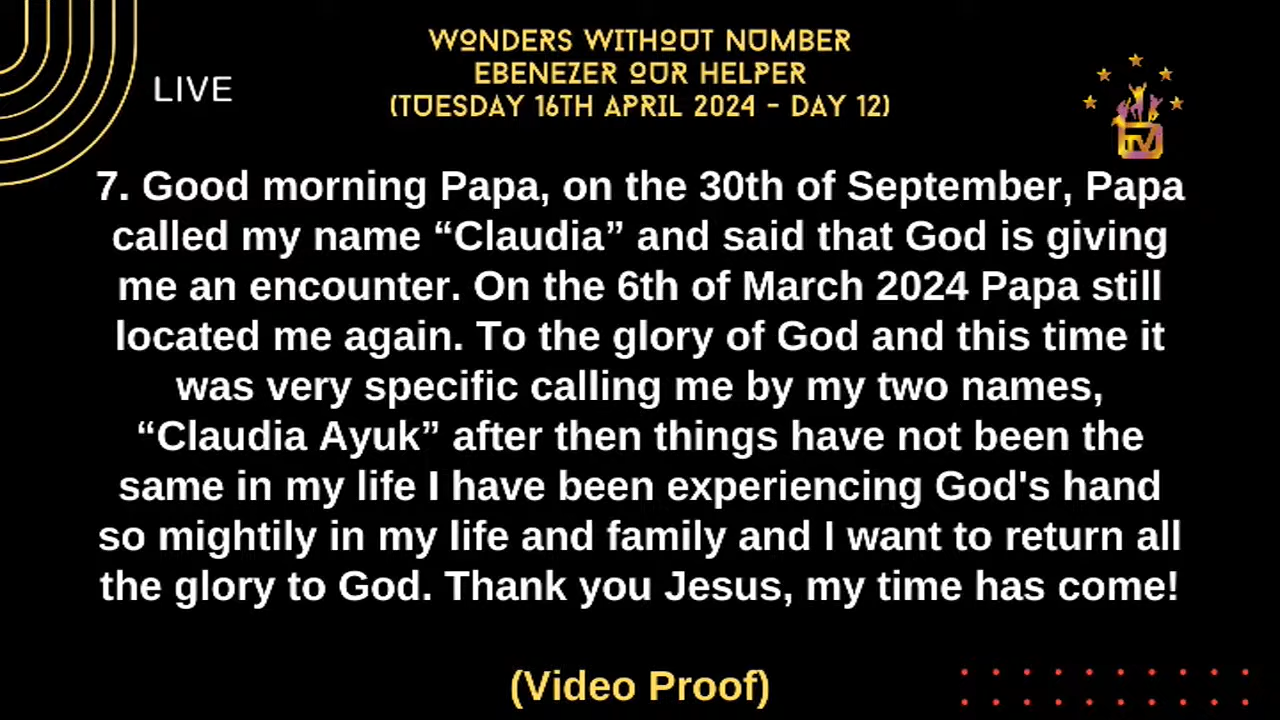 WONDERS WITHOUT NUMBER
EBENEZER OUR HELPER
(TUESDAY 16TH APRIL 2024 - DAY 12)
LIVE
TV
7. Good morning Papa, on the 30th of September, Papa
called my name “Claudia” and said that God is giving
me an encounter. On the 6th of March 2024 Papa still
located me again. To the glory of God and this time it
was very specific calling me by my two names,
“Claudia Ayuk” after then things have not been the
same in my life I have been experiencing God's hand
so mightily in my life and family and I want to return all
the glory to God. Thank you Jesus, my time has come!
(Video Proof)